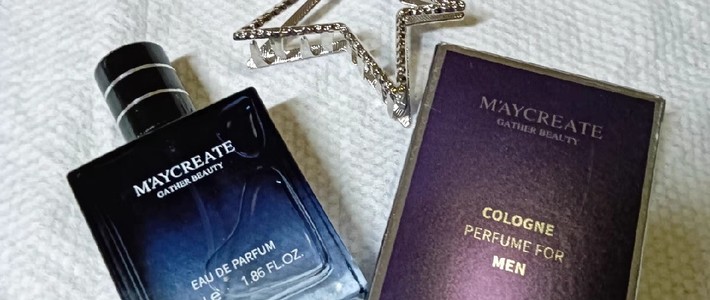 M'AYCREATE
GATHER BEAUTY
EAU DE PARFUM
1.86 FL.OZ.
M'AYCREATE
GATHER BEAUTY
COLOGNE
PERFUME FOR
MEN